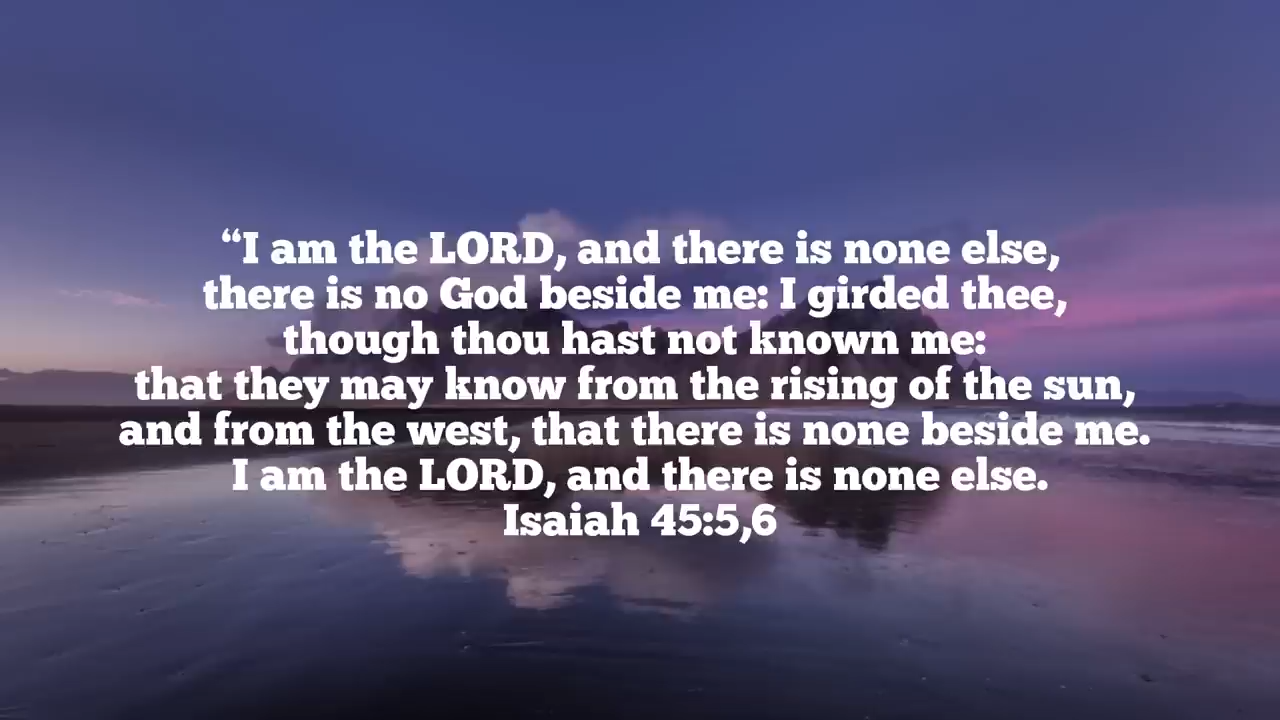 “I am the LORD, and there is none else,
there is no God beside me: I girded thee,
though thou hast not known me:
that they may know from the rising of the sun,
and from the west, that there is none beside me.
I am the LORD, and there is none else.
Isaiah 45:5,6